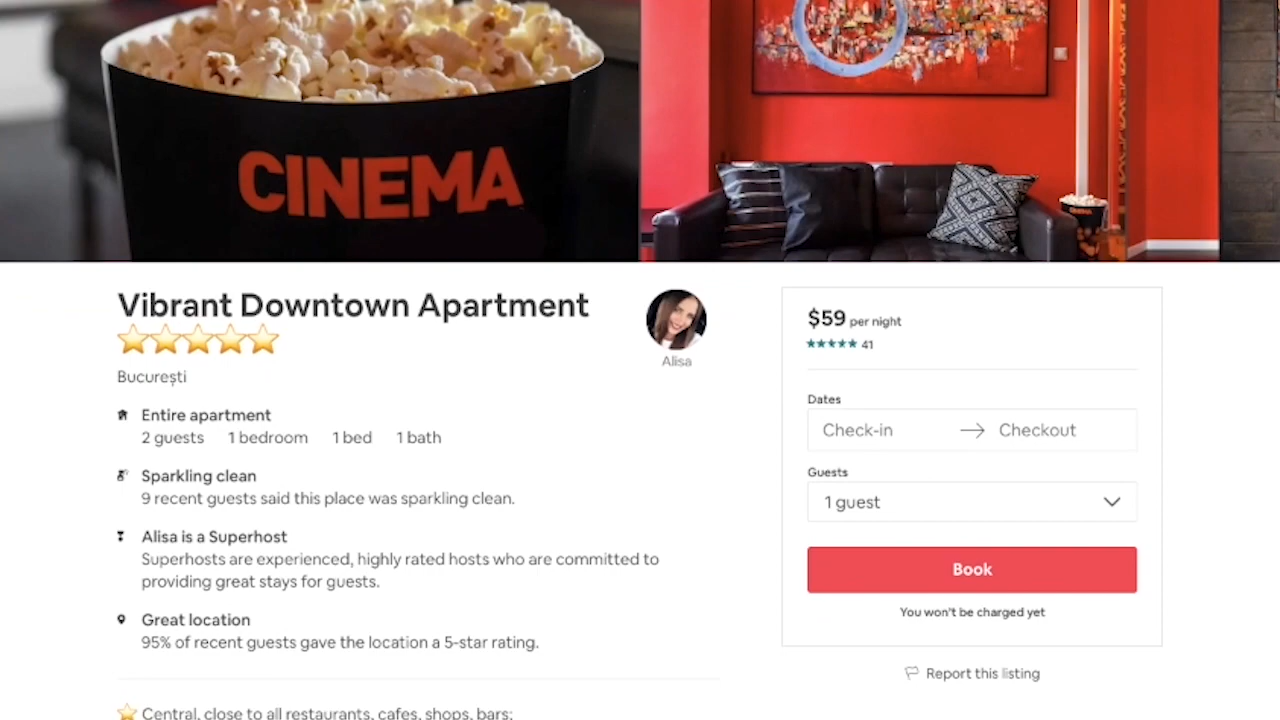 CINEMA
CINEMA
Vibrant Downtown Apartment
Alisa
București
Entire apartment
2 guests 1 bedroom 1 bed 1 bath
Sparkling clean
9 recent guests said this place was sparkling clean.
Alisa is a Superhost
Superhosts are experienced, highly rated hosts who are committed to
providing great stays for guests.
Great location
95% of recent guests gave the location a 5-star rating.
Central, close to all restaurants, cafes, shops, bars;
$59 per night
41
Dates
Check-in → Checkout
Guests
1 guest
Book
You won't be charged yet
Report this listing